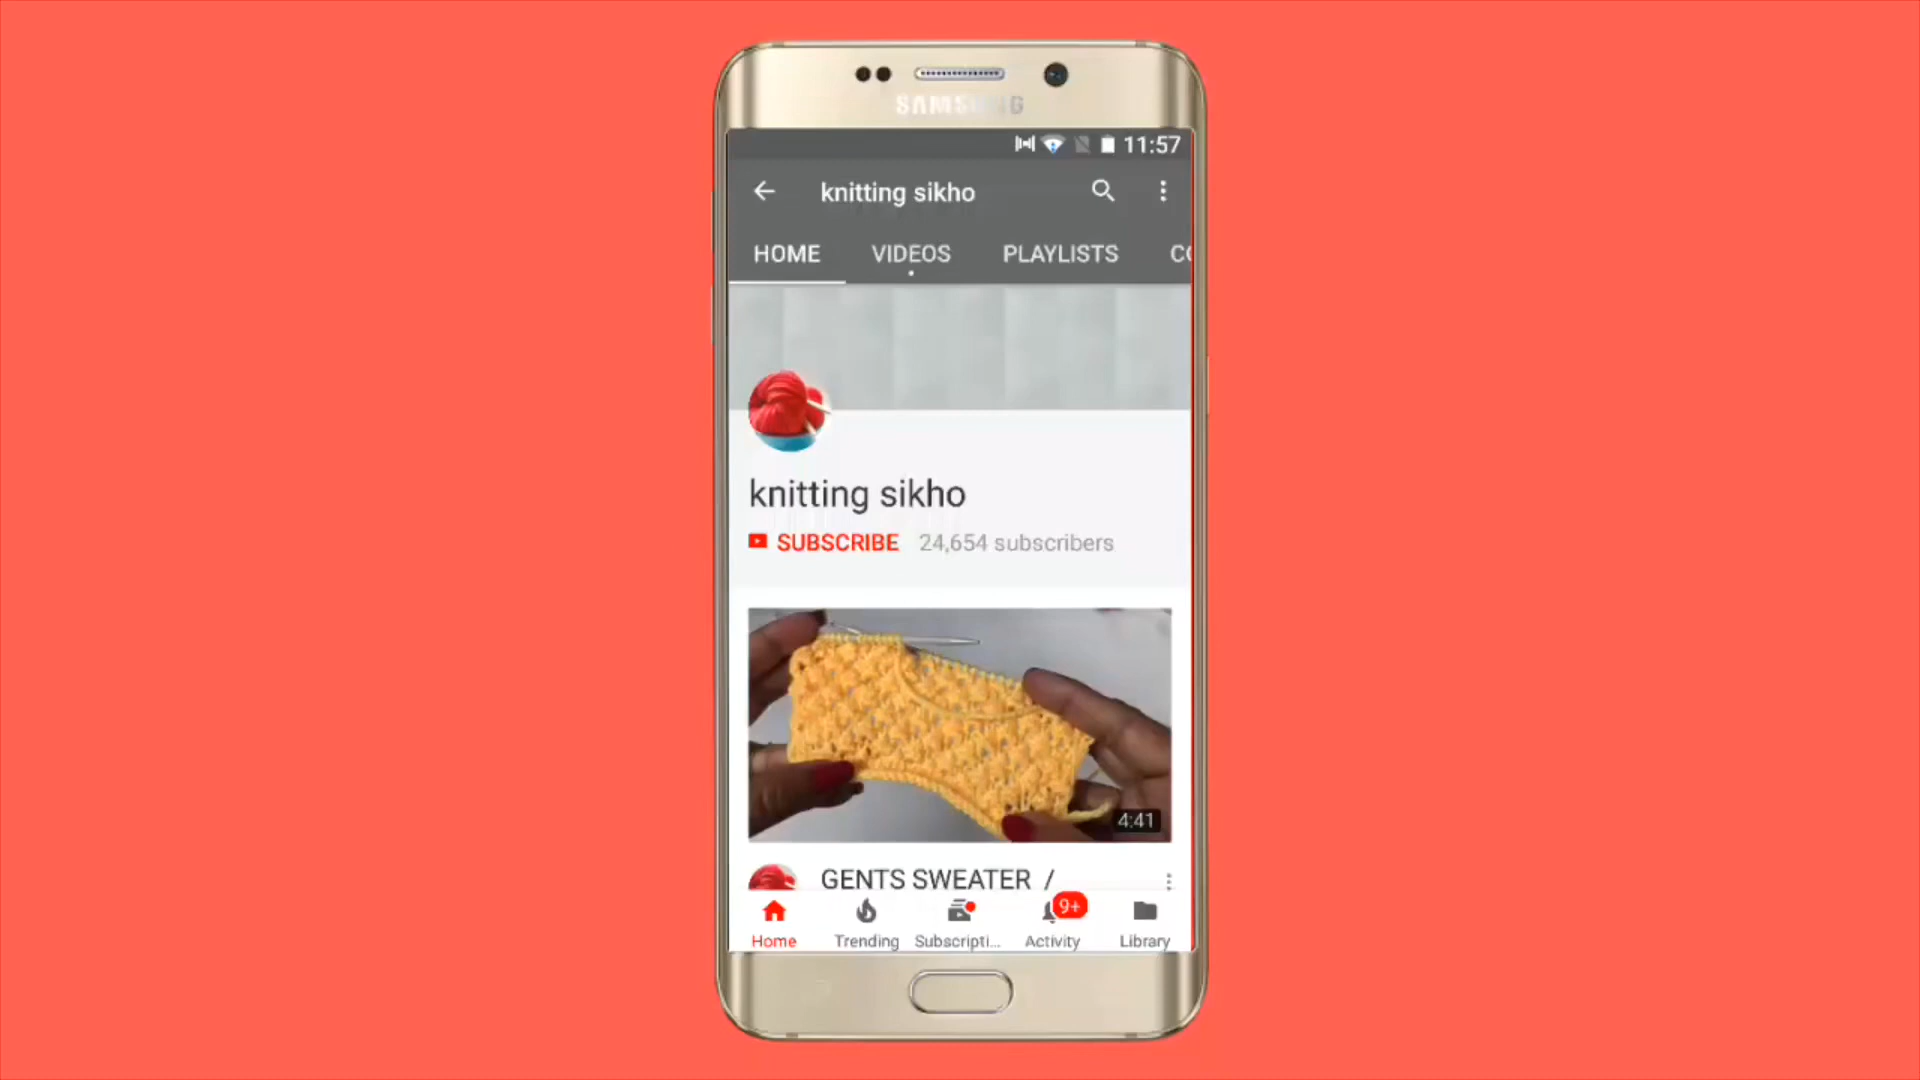 SAMSUNG
11:57
knitting sikho
HOME VIDEOS PLAYLISTS CO
knitting sikho
SUBSCRIBE 24,654 subscribers
4:41
GENTS SWEATER /
9+
Home Trending Subscripti... Activity Library